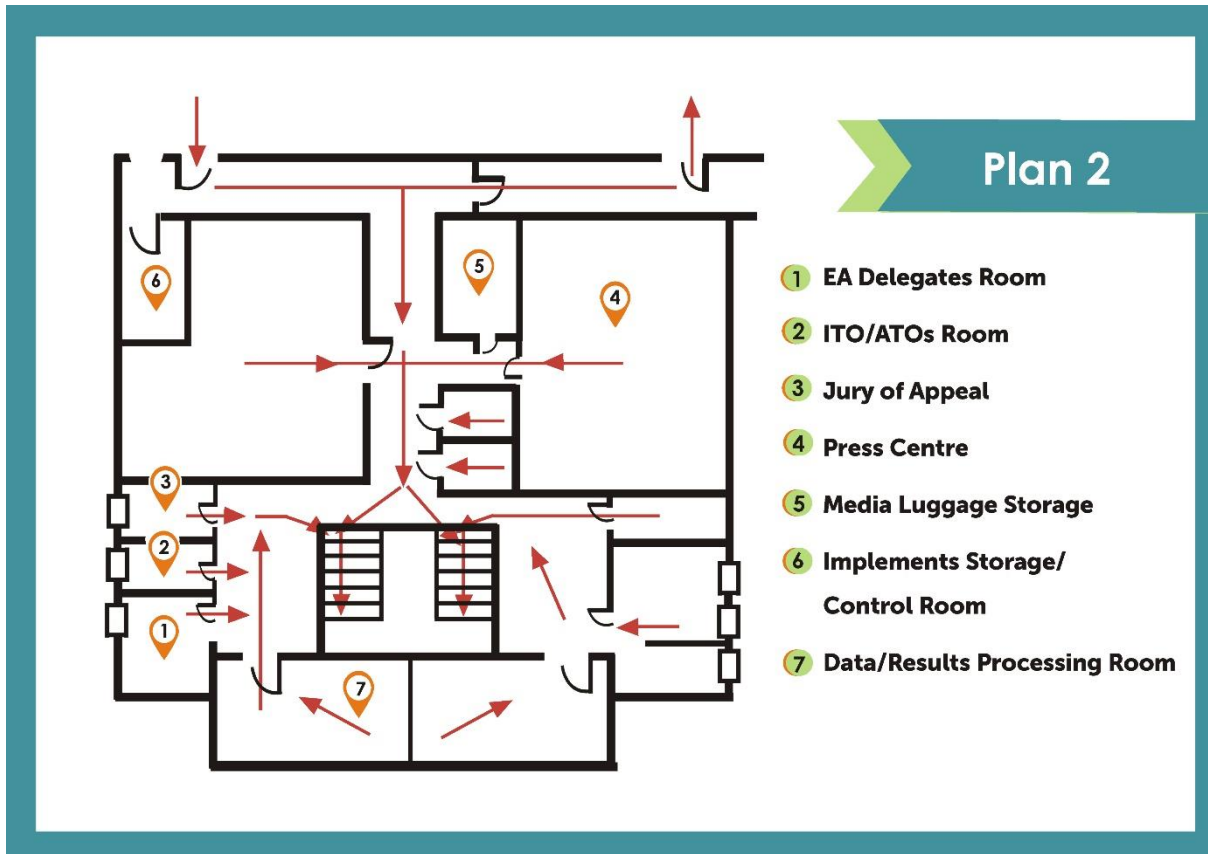 Plan 2
1 EA Delegates Room
2 ITO/ATOs Room
3 Jury of Appeal
4 Press Centre
5 Media Luggage Storage
6 Implements Storage/
Control Room
7 Data/Results Processing Room
6
5
4
3
2
1
7